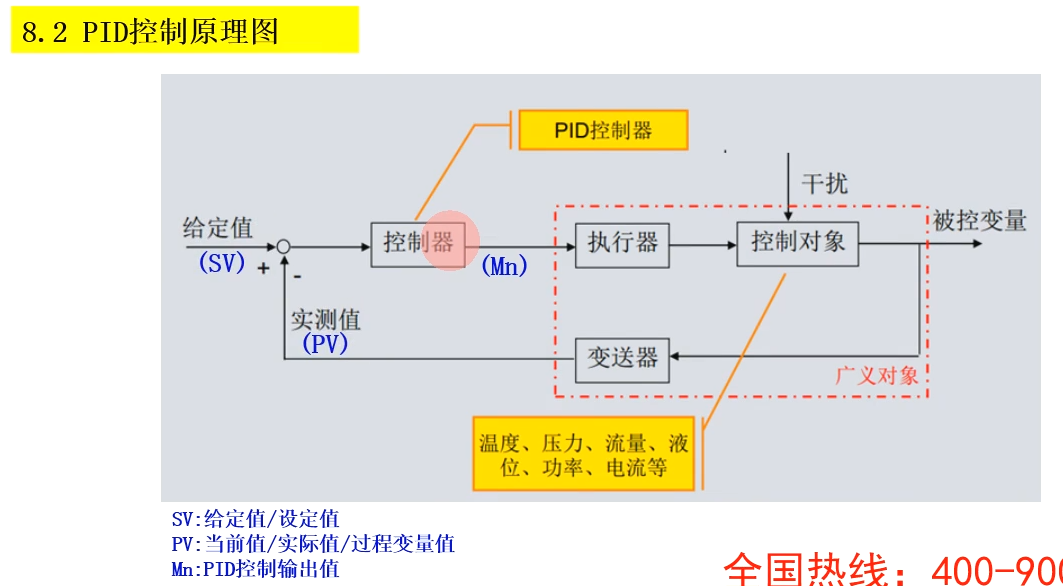 8.2 PID控制原理图
PID控制器
干扰
给定值
(SV)
+
-
控制器
(Mn)
执行器
控制对象
被控变量
实测值
(PV)
变送器
广义对象
温度、压力、流量、液
位、功率、电流等
SV:给定值/设定值
PV:当前值/实际值/过程变量值
Mn:PID控制输出值
全国热线：400-900